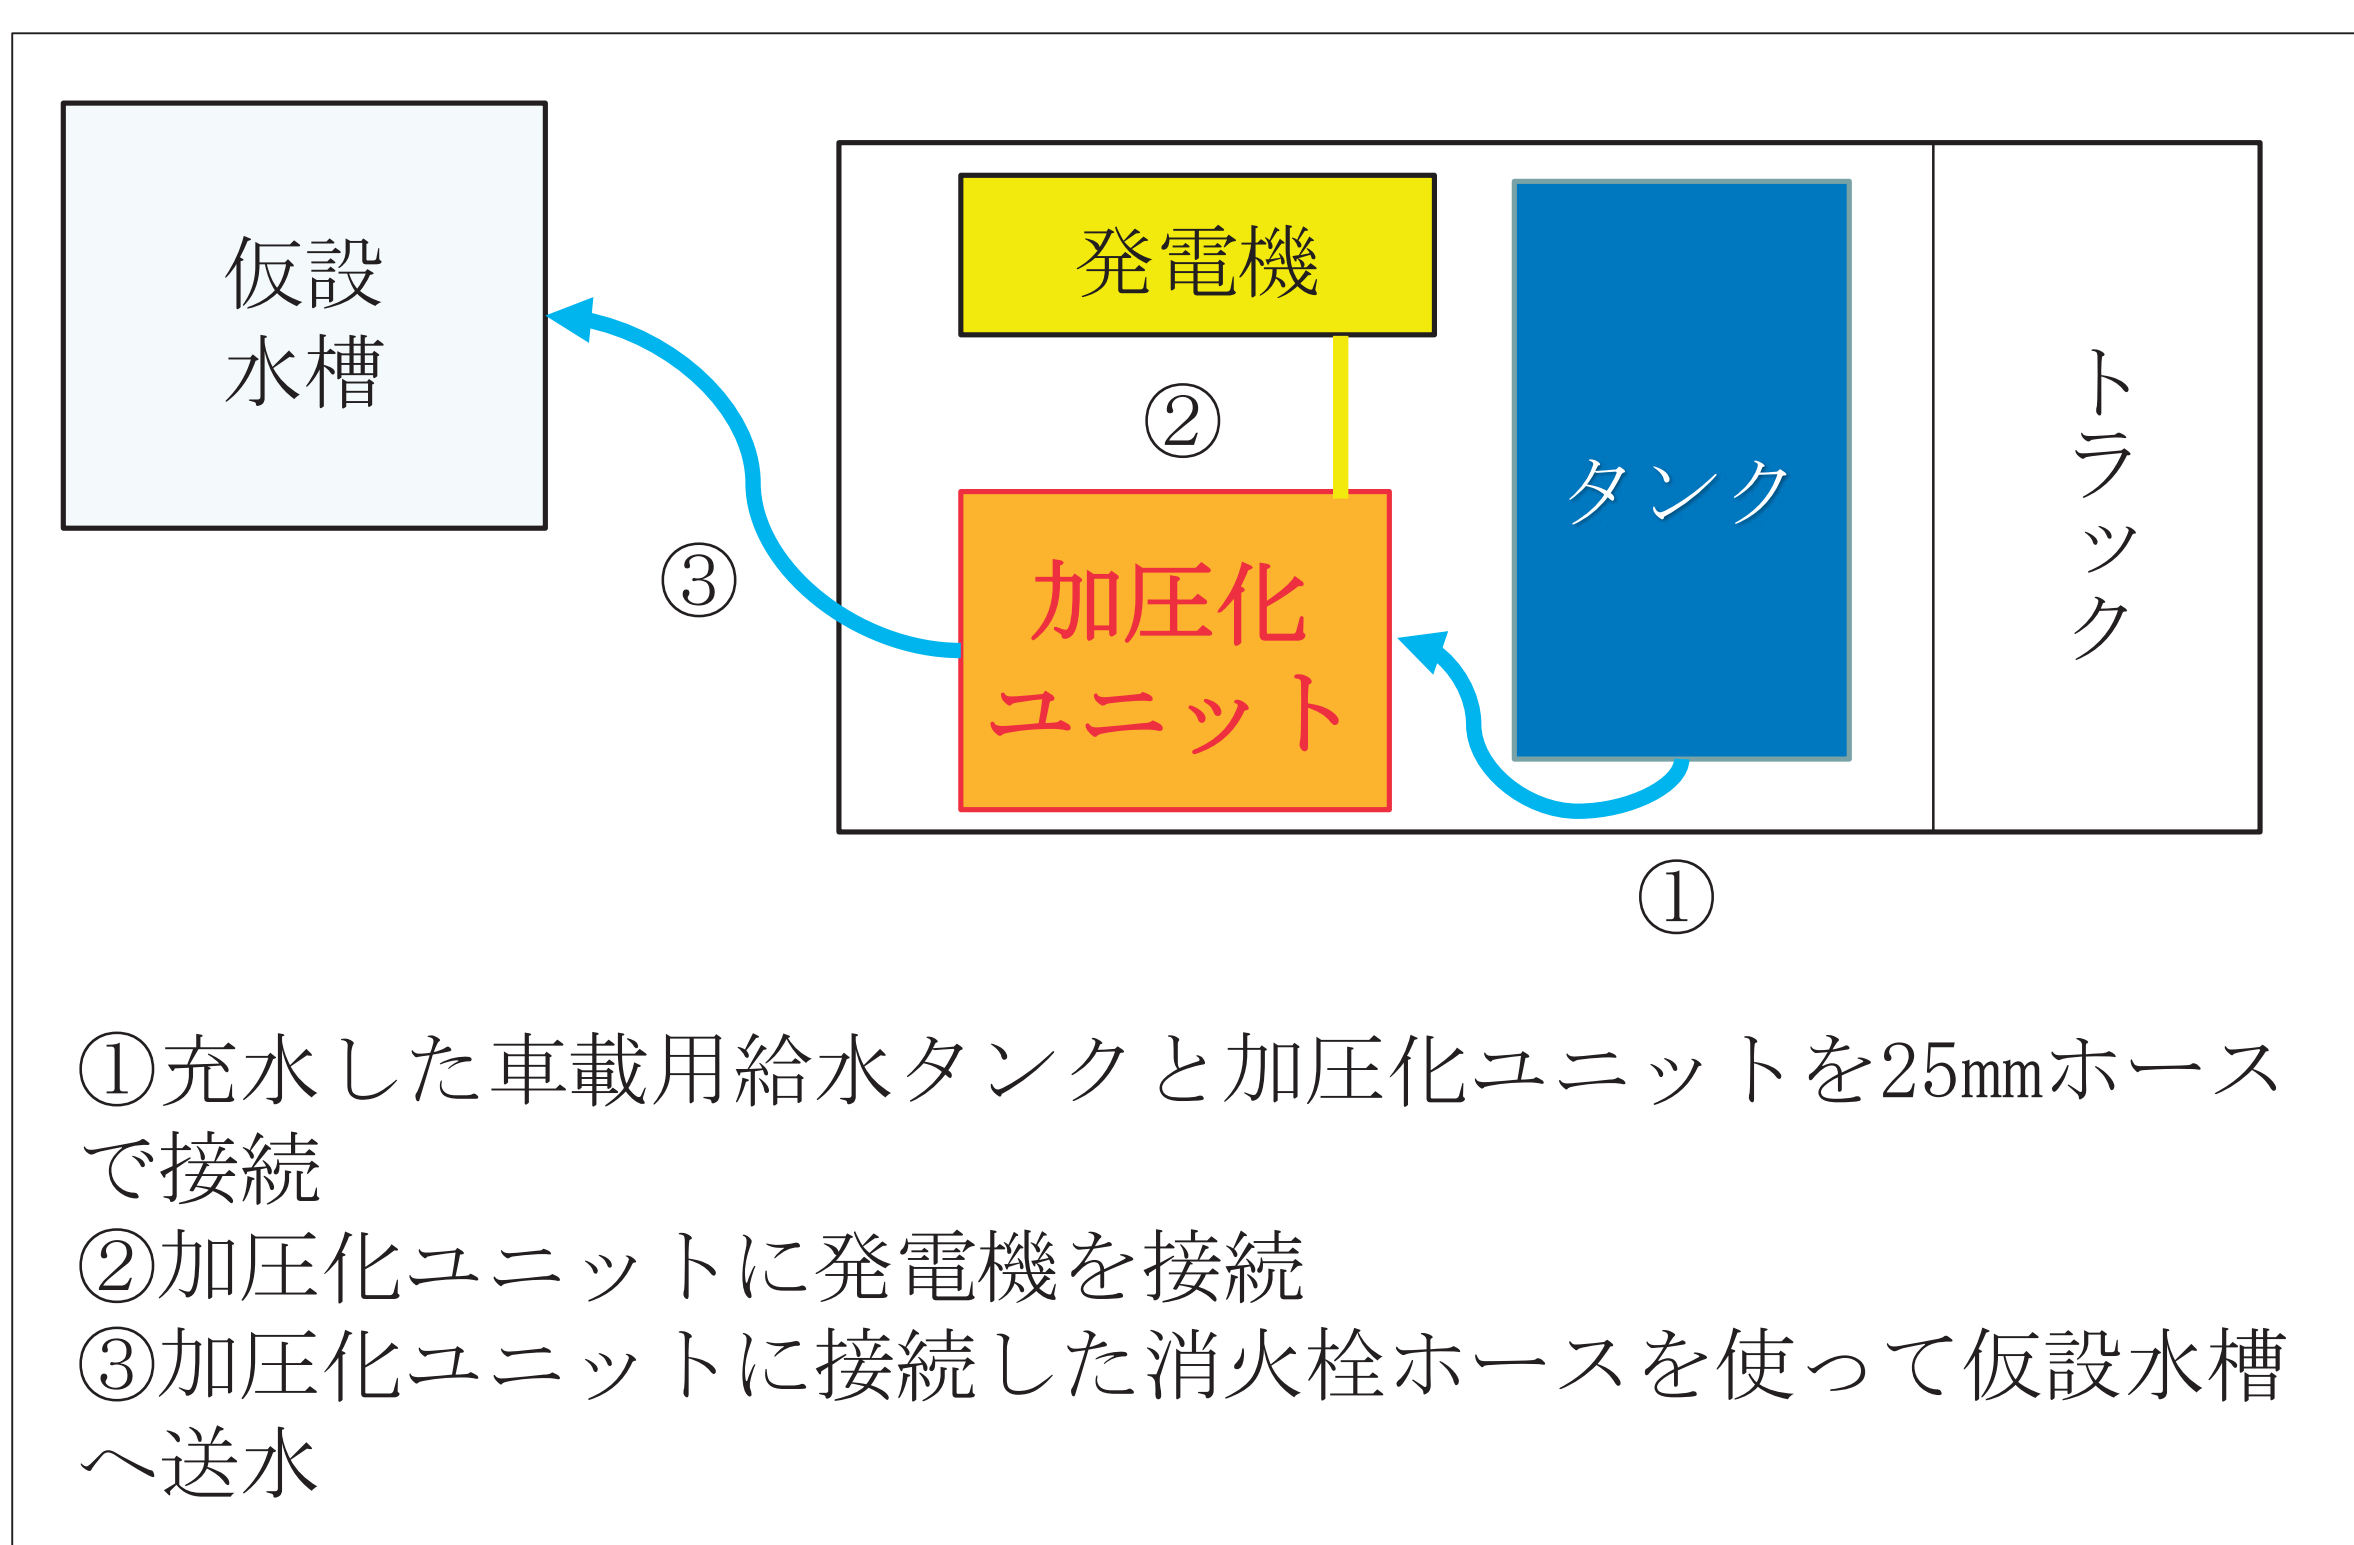 仮設
水槽
発電機
②
③
加圧化
ユニット
タンク
トラック
①
①充水した車載用給水タンクと加圧化ユニットを25mmホース
で接続
②加圧化ユニットに発電機を接続
③加圧化ユニットに接続した消火栓ホースを使って仮設水槽
へ送水